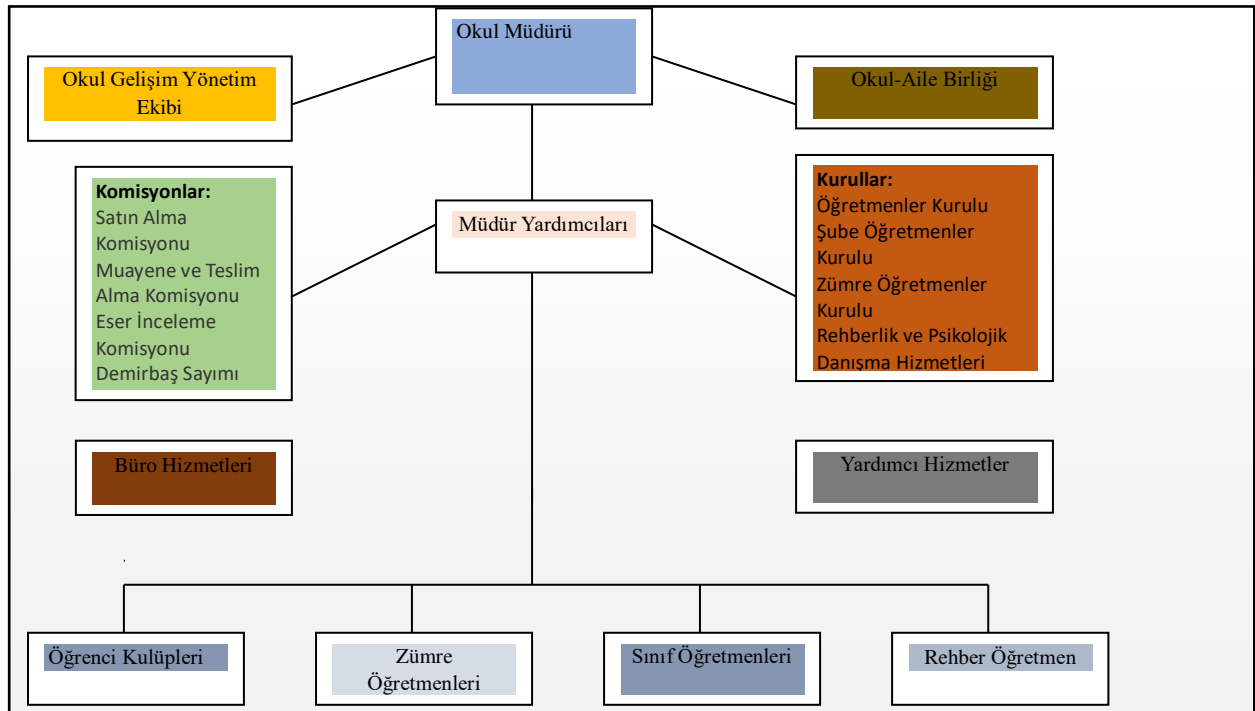 Okul Müdürü
Okul Gelişim Yönetim
Ekibi
Okul-Aile Birliği
Komisyonlar:
Satın Alma
Komisyonu
Muayene ve Teslim
Alma Komisyonu
Eser İnceleme
Komisyonu
Demirbaş Sayımı
Müdür Yardımcıları
Kurullar:
Öğretmenler Kurulu
Şube Öğretmenler
Kurulu
Zümre Öğretmenler
Kurulu
Rehberlik ve Psikolojik
Danışma Hizmetleri
Büro Hizmetleri
Yardımcı Hizmetler
Öğrenci Kulüpleri
Zümre
Öğretmenleri
Sınıf Öğretmenleri
Rehber Öğretmen